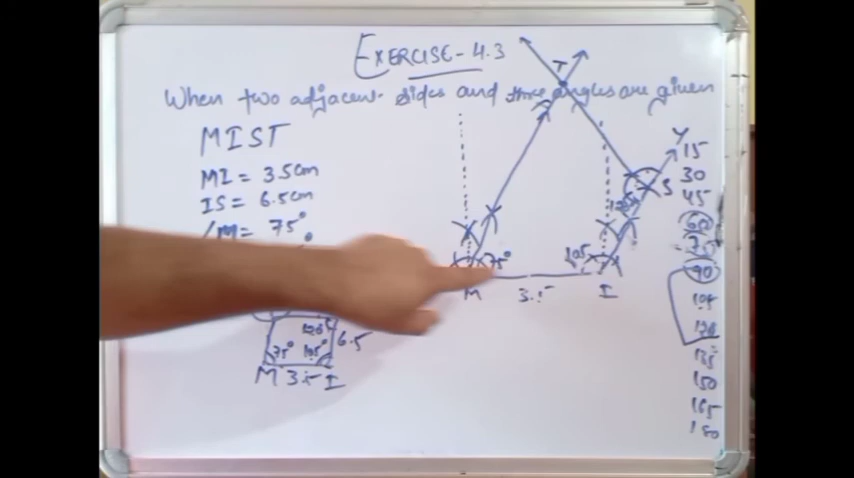 EXERCISE-4.3
When two adjacent sides and three angles are given
MIST
MI = 3.5cm
IS = 6.5cm
∠M= 75°
120°
6.5
75° 105°
M 3.5 I
T
Y
S
120°
75°
105
M 3.5 I
15
30
45
60
75
90
105
120
135
150
165
180